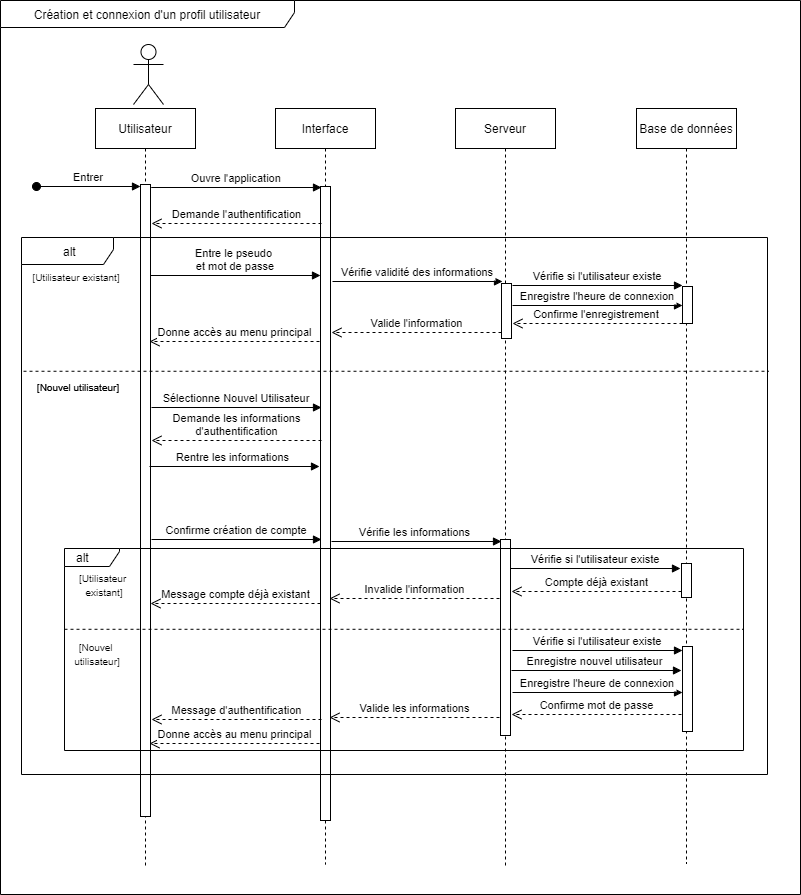 Création et connexion d'un profil utilisateur
Utilisateur
Interface
Serveur
Base de données
Entrer
Ouvre l'application
Demande l'authentification
alt
[Utilisateur existant]
Entre le pseudo
et mot de passe
Vérifie validité des informations
Vérifie si l'utilisateur existe
Enregistre l'heure de connexion
Confirme l'enregistrement
Valide l'information
Donne accès au menu principal
[Nouvel utilisateur]
Sélectionne Nouvel Utilisateur
Demande les informations
d'authentification
Rentre les informations
Confirme création de compte
Vérifie les informations
alt
[Utilisateur
existant]
Vérifie si l'utilisateur existe
Compte déjà existant
Invalide l'information
Message compte déjà existant
[Nouvel
utilisateur]
Vérifie si l'utilisateur existe
Enregistre nouvel utilisateur
Enregistre l'heure de connexion
Confirme mot de passe
Valide les informations
Message d'authentification
Donne accès au menu principal